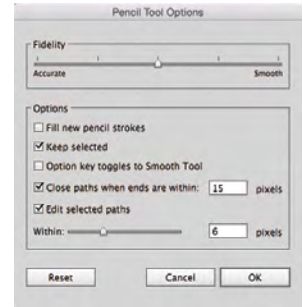 Pencil Tool Options
Fidelity
Accurate Smooth
Options
Fill new pencil strokes
Keep selected
Option key toggles to Smooth Tool
Close paths when ends are within: 15 pixels
Edit selected paths
Within: 6 pixels
Reset Cancel OK